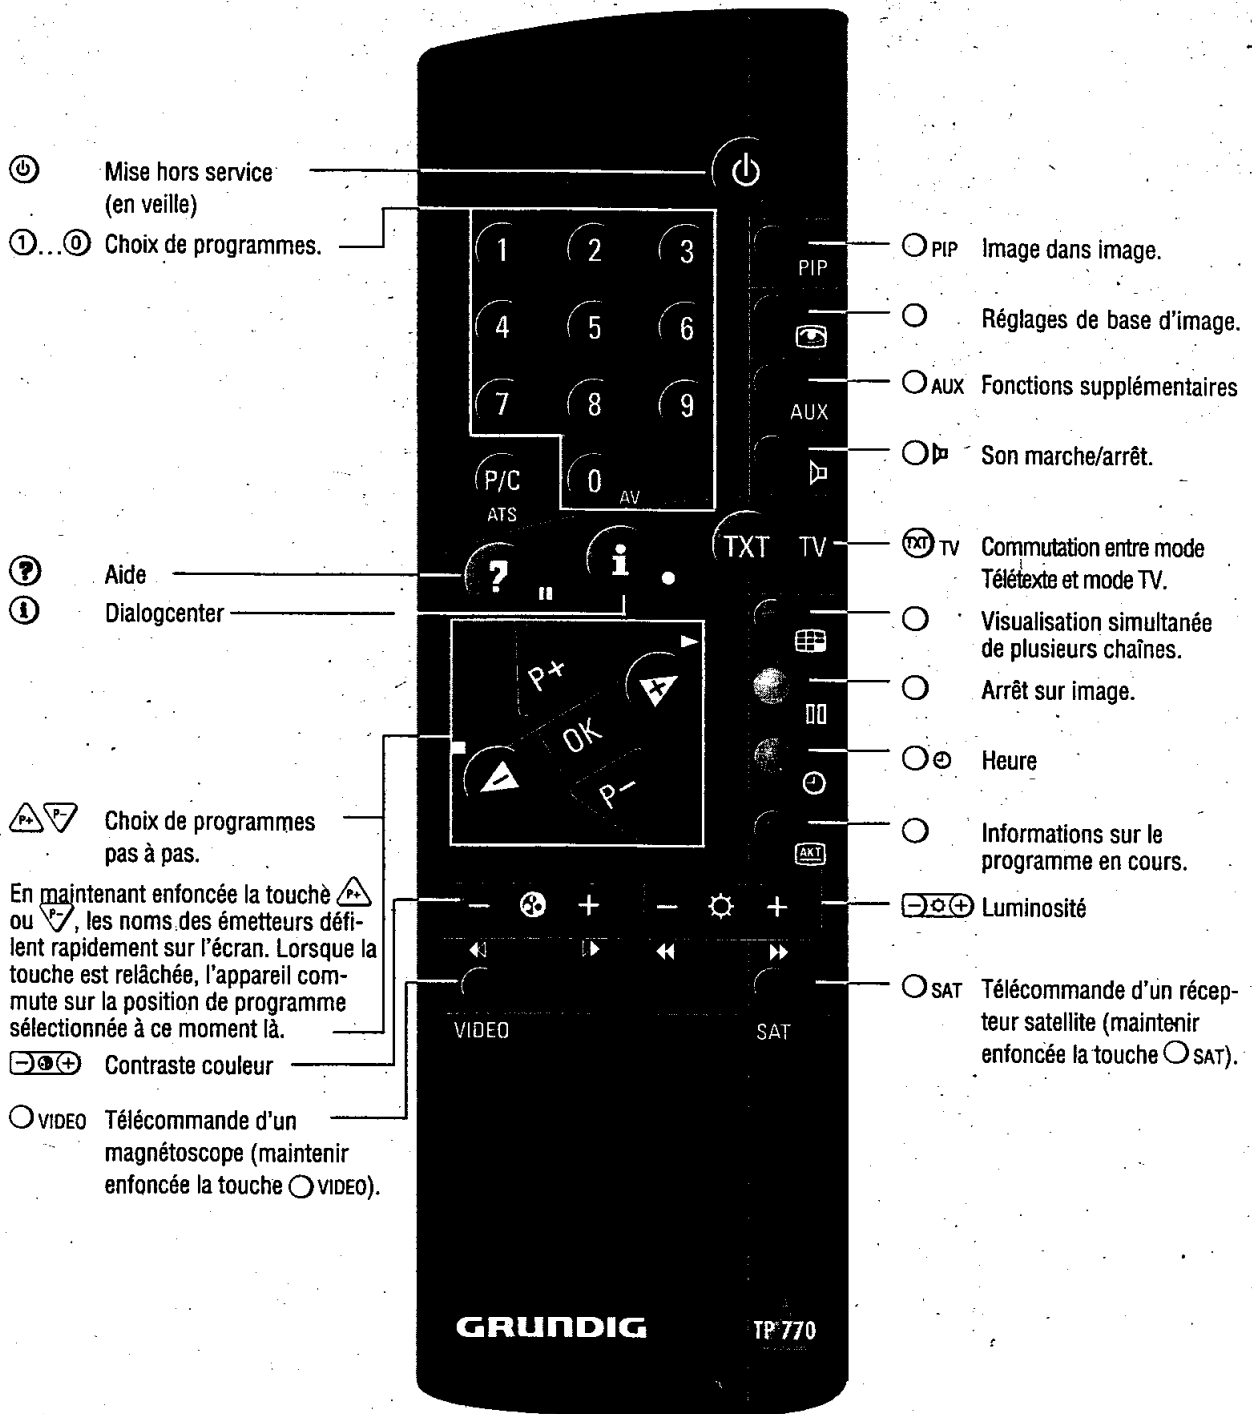 Mise hors service
(en veille)
1...0 Choix de programmes.
? Aide
i Dialogcenter
P+ P- Choix de programmes
pas à pas.
En maintenant enfoncée la touche P+
ou P-, les noms des émetteurs défi-
lent rapidement sur l'écran. Lorsque la
touche est relâchée, l'appareil com-
mute sur la position de programme
sélectionnée à ce moment là.
- + Contraste couleur
VIDEO Télécommande d'un
magnétoscope (maintenir
enfoncée la touche VIDEO).
1 2 3
4 5 6
7 8 9
P/C 0 AV
ATS
PIP
AUX
TXT TV
? i
P+ +
OK
- P-
AKT
- + - +
VIDEO SAT
GRUNDIG TP 770
PIP Image dans image.
Réglages de base d'image.
AUX Fonctions supplémentaires
Son marche/arrêt.
TXT TV Commutation entre mode
Télétexte et mode TV.
Visualisation simultanée
de plusieurs chaînes.
Arrêt sur image.
Heure
Informations sur le
programme en cours.
- + Luminosité
SAT Télécommande d'un récep-
teur satellite (maintenir
enfoncée la touche SAT).